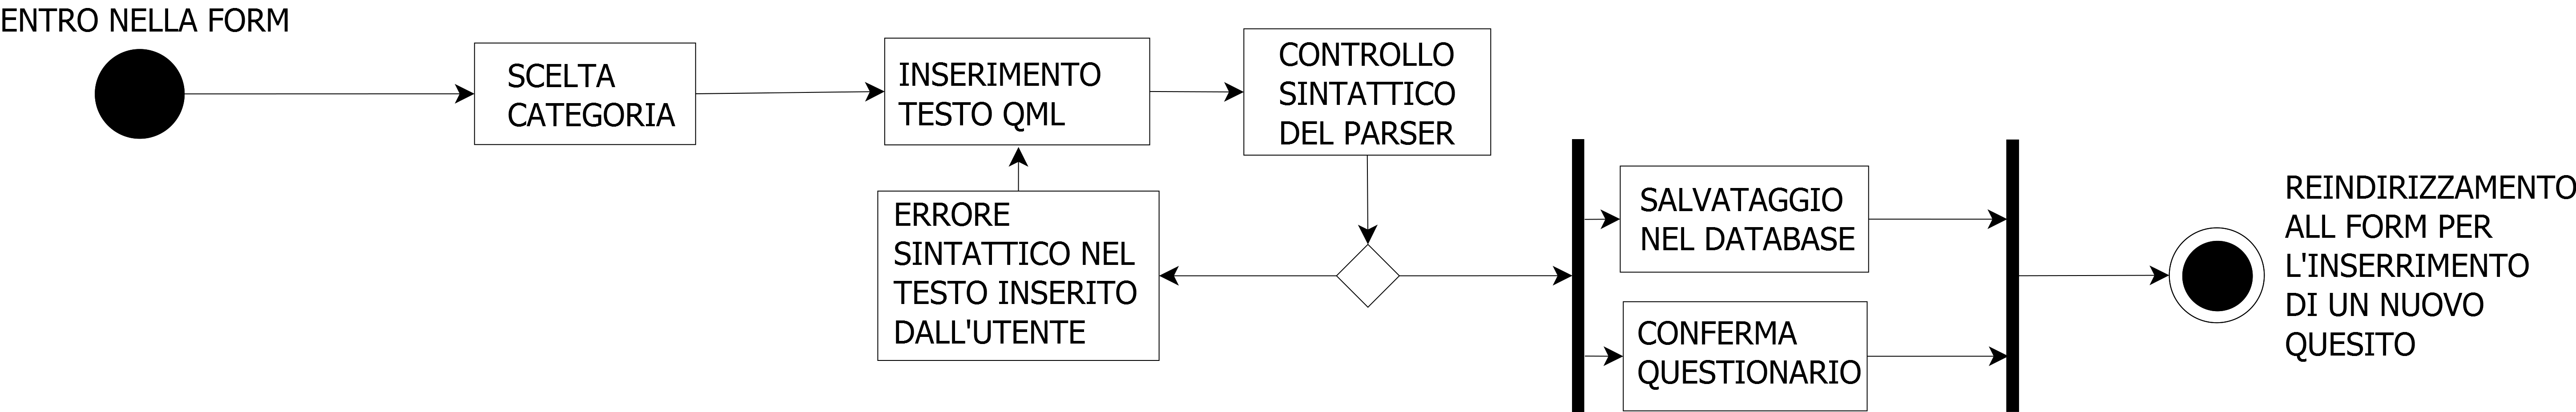 ENTRO NELLA FORM
SCELTA
CATEGORIA
INSERIMENTO
TESTO QML
CONTROLLO
SINTATTICO
DEL PARSER
ERRORE
SINTATTICO NEL
TESTO INSERITO
DALL'UTENTE
SALVATAGGIO
NEL DATABASE
CONFERMA
QUESTIONARIO
REINDIRIZZAMENTO
ALL FORM PER
L'INSERRIMENTO
DI UN NUOVO
QUESITO